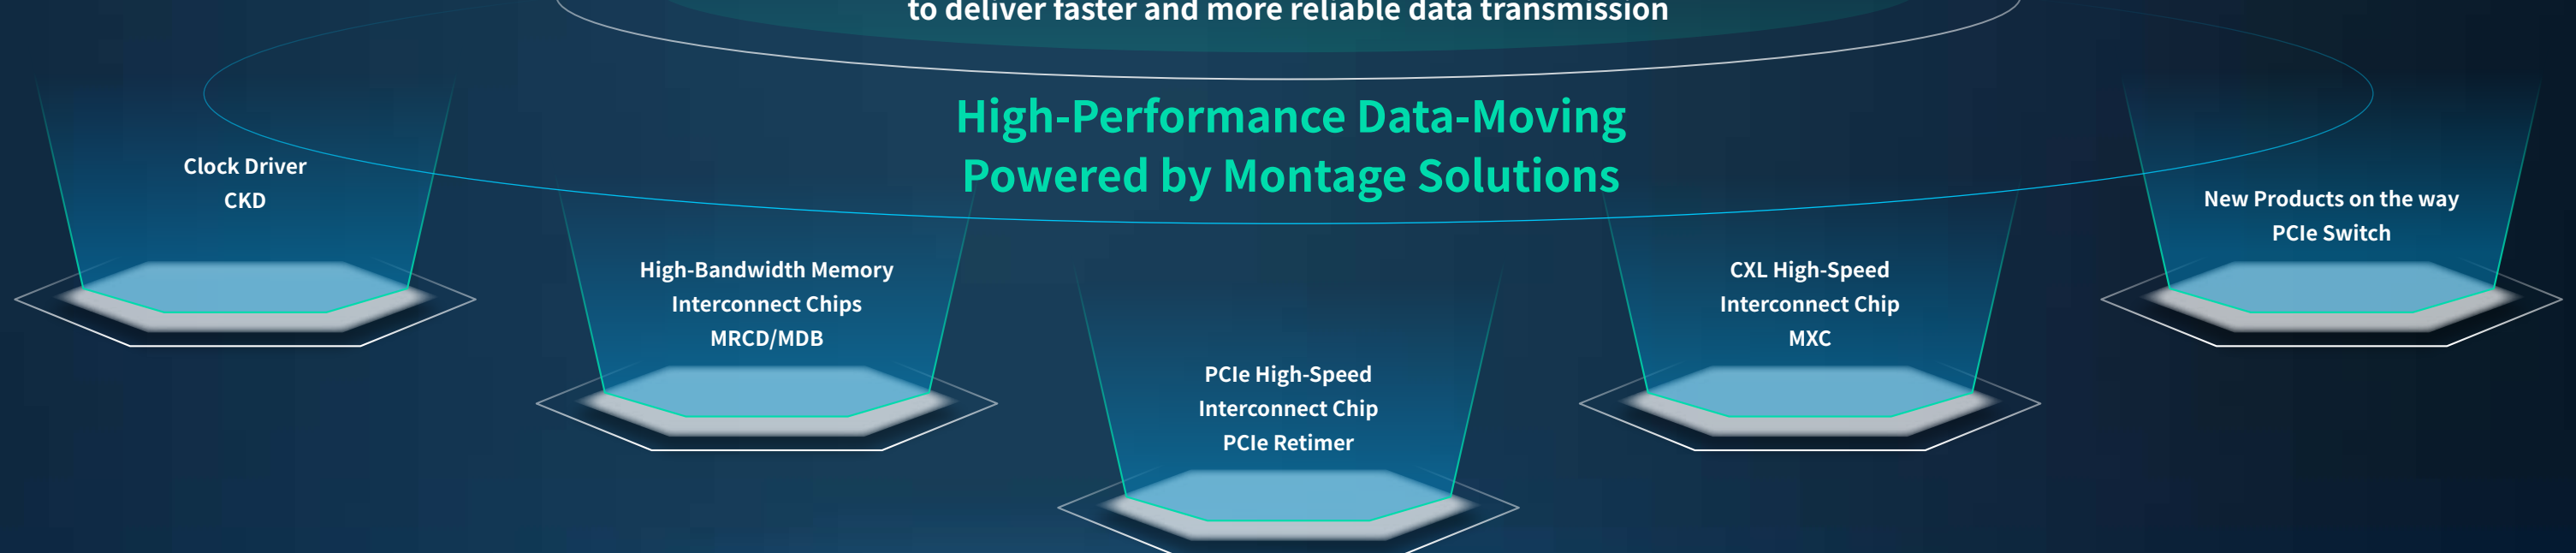 to deliver faster and more reliable data transmission
High-Performance Data-Moving
Powered by Montage Solutions
Clock Driver
CKD
High-Bandwidth Memory
Interconnect Chips
MRCD/MDB
PCIe High-Speed
Interconnect Chip
PCIe Retimer
CXL High-Speed
Interconnect Chip
MXC
New Products on the way
PCIe Switch